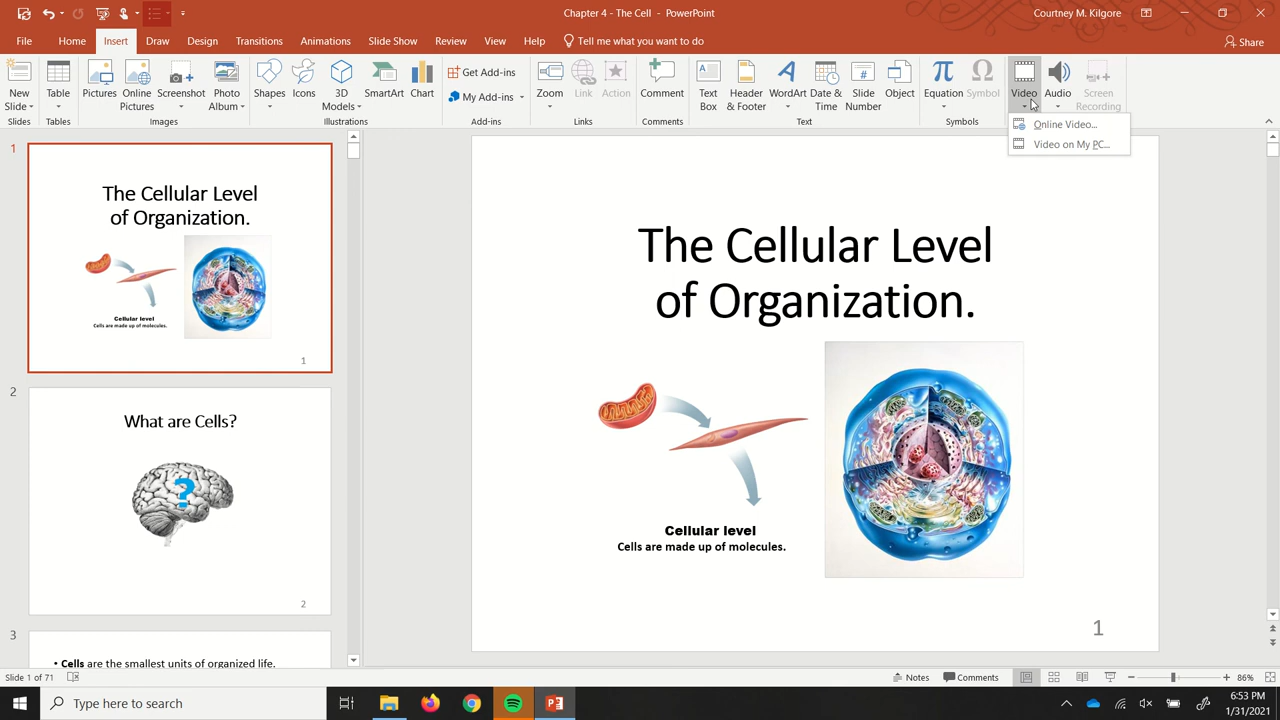 Chapter 4 - The Cell - PowerPoint
Courtney M. Kilgore
File Home Insert Draw Design Transitions Animations Slide Show Review View Help Tell me what you want to do
Share
New Slide
Table
Pictures
Online Pictures
Screenshot
Photo Album
Shapes
Icons
3D Models
SmartArt
Chart
Get Add-ins
My Add-ins
Zoom
Link
Action
Comment
Text Box
Header & Footer
WordArt
Date & Time
Slide Number
Object
Equation
Symbol
Video
Audio
Screen Recording
Slides Tables Images Illustrations Add-ins Links Comments Text Symbols
Online Video...
Video on My PC...
1
The Cellular Level
of Organization.
Cellular level
Cells are made up of molecules.
1
2
What are Cells?
?
2
3
• Cells are the smallest units of organized life.
The Cellular Level
of Organization.
Cellular level
Cells are made up of molecules.
1
Slide 1 of 71
Notes
Comments
86%
Type here to search
6:53 PM
1/31/2021